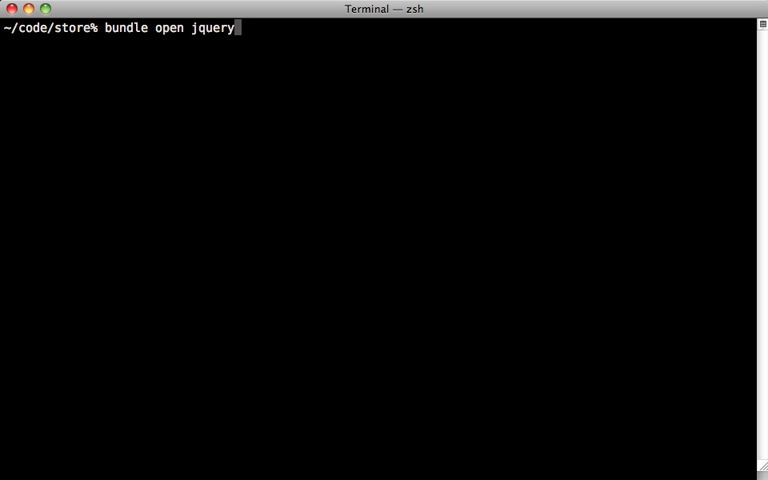 Terminal — zsh
~/code/store% bundle open jquery